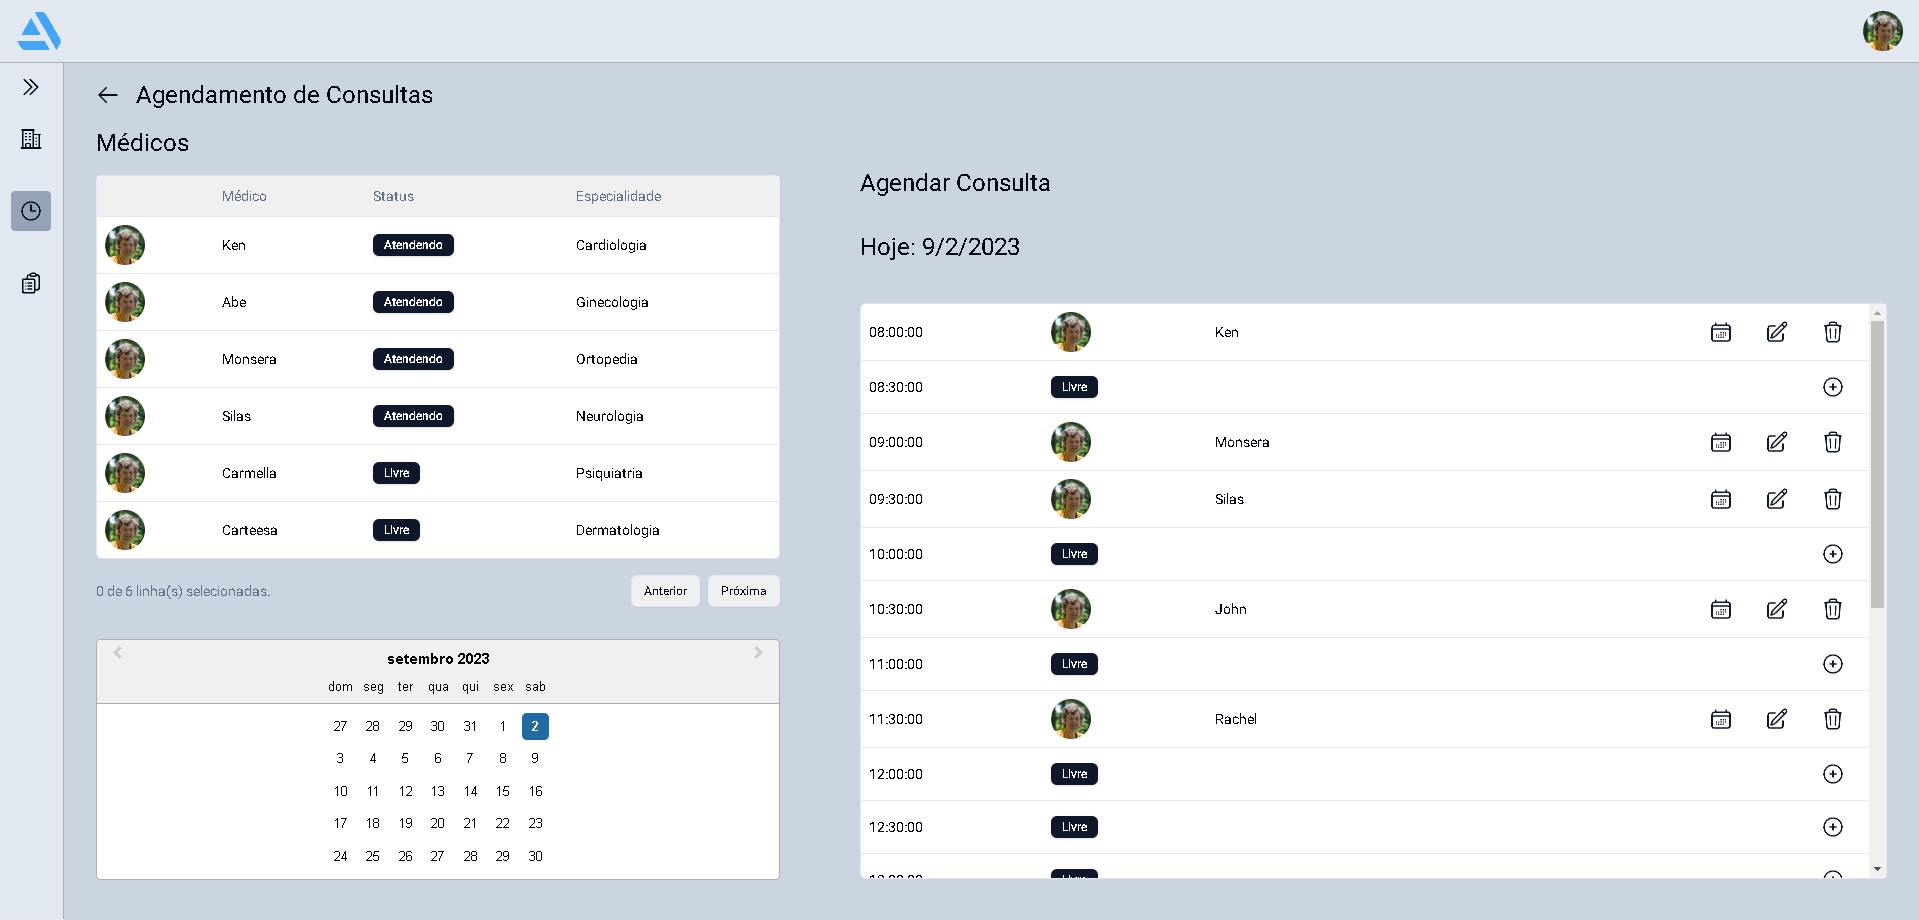 Agendamento de Consultas
Médicos
Médico Status Especialidade
Ken Atendendo Cardiologia
Abe Atendendo Ginecologia
Monsera Atendendo Ortopedia
Silas Atendendo Neurologia
Carmella Livre Psiquiatria
Carteesa Livre Dermatologia
0 de 6 linha(s) selecionadas.
Anterior Próxima
setembro 2023
dom seg ter qua qui sex sab
27 28 29 30 31 1 2
3 4 5 6 7 8 9
10 11 12 13 14 15 16
17 18 19 20 21 22 23
24 25 26 27 28 29 30
Agendar Consulta
Hoje: 9/2/2023
08:00:00 Ken
08:30:00 Livre
09:00:00 Monsera
09:30:00 Silas
10:00:00 Livre
10:30:00 John
11:00:00 Livre
11:30:00 Rachel
12:00:00 Livre
12:30:00 Livre